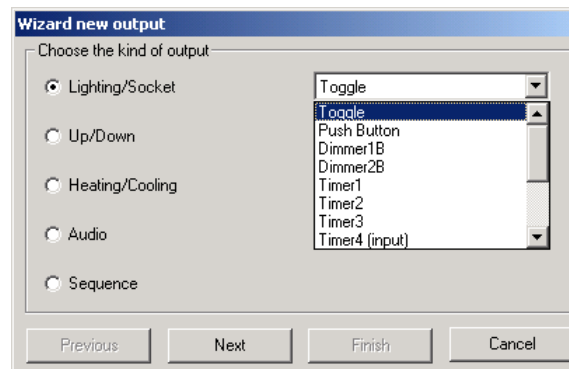 Wizard new output
Choose the kind of output
Lighting/Socket
Toggle
Toggle
Push Button
Up/Down
Dimmer1B
Dimmer2B
Heating/Cooling
Timer1
Timer2
Timer3
Audio
Timer4 (input)
Sequence
Previous
Next
Finish
Cancel